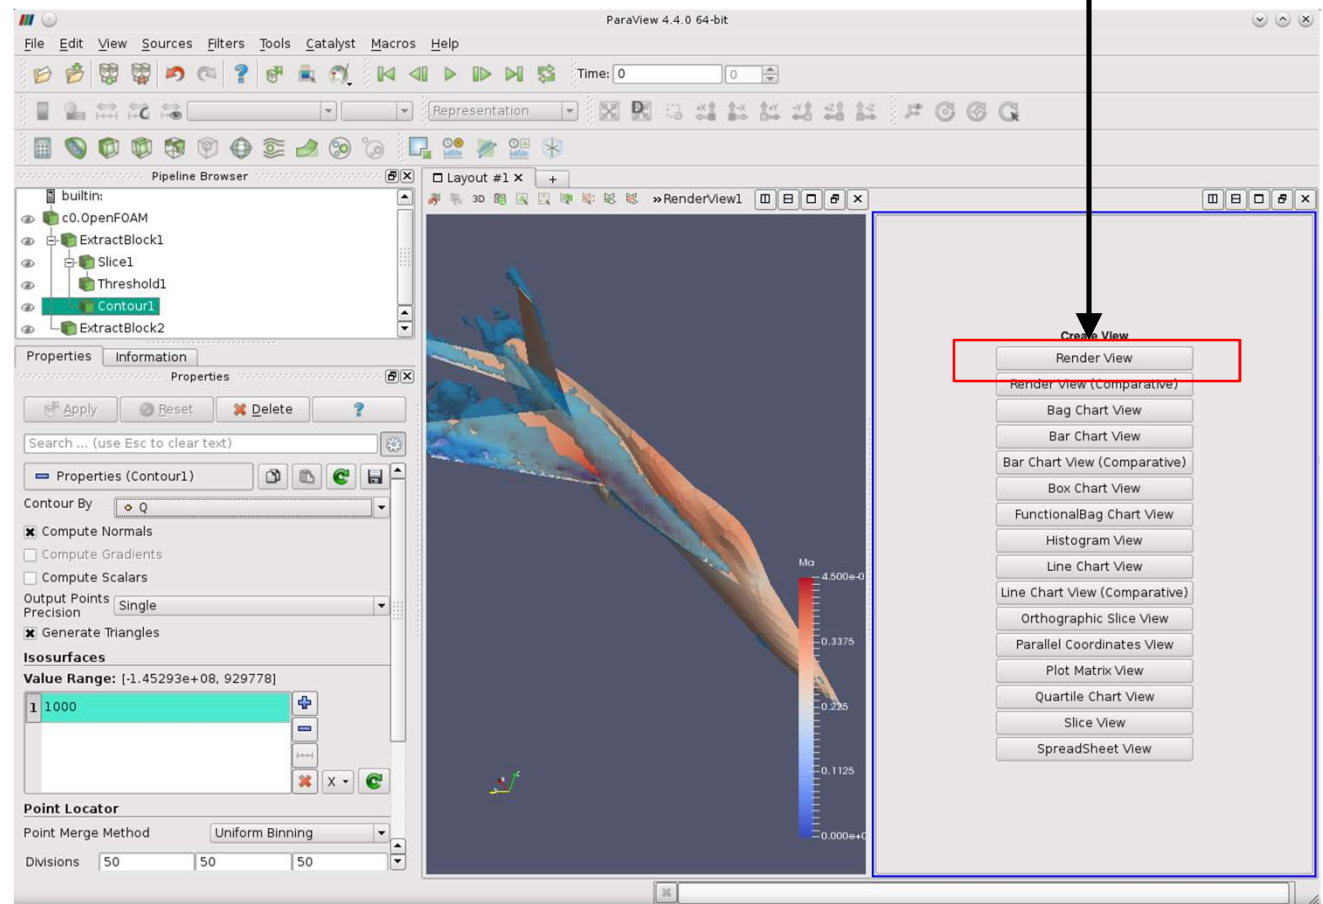 ParaView 4.4.0 64-bit
File Edit View Sources Filters Tools Catalyst Macros Help
Time: 0 0
Representation
Pipeline Browser
Layout #1
3D RenderView1
builtin:
c0.OpenFOAM
ExtractBlock1
Slice1
Threshold1
Contour1
ExtractBlock2
Properties Information
Properties
Apply Reset Delete ?
Search ... (use Esc to clear text)
Properties (Contour1)
Contour By Q
Compute Normals
Compute Gradients
Compute Scalars
Output Points Precision Single
Generate Triangles
Isosurfaces
Value Range: [-1.45293e+08, 929778]
1 1000
X
Point Locator
Point Merge Method Uniform Binning
Divisions 50 50 50
Ma
4.500e-0
0.3375
0.225
0.1125
0.000e+0
Create View
Render View
Render View (Comparative)
Bag Chart View
Bar Chart View
Bar Chart View (Comparative)
Box Chart View
FunctionalBag Chart View
Histogram View
Line Chart View
Line Chart View (Comparative)
Orthographic Slice View
Parallel Coordinates View
Plot Matrix View
Quartile Chart View
Slice View
SpreadSheet View